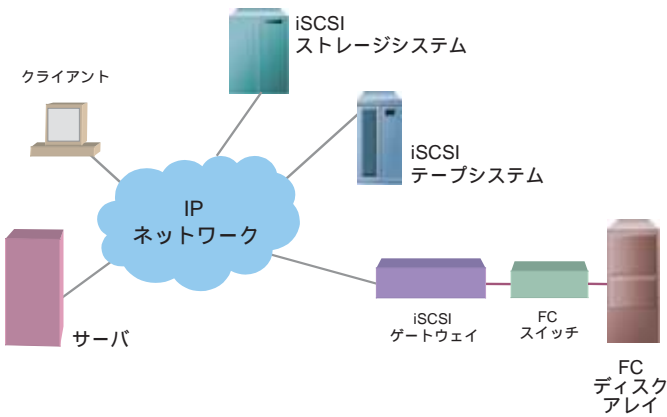 iSCSI
ストレージシステム
クライアント
iSCSI
テープシステム
IP
ネットワーク
サーバ
iSCSI
ゲートウェイ
FC
スイッチ
FC
ディスク
アレイ